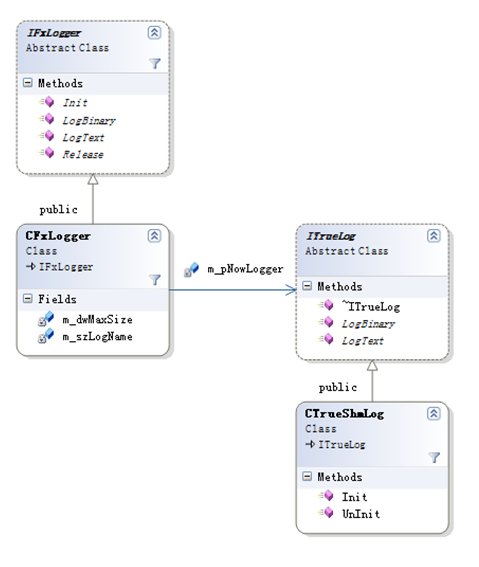 IFxLogger
Abstract Class
Methods
Init
LogBinary
LogText
Release
public
CFxLogger
Class
IFxLogger
Fields
m_dwMaxSize
m_szLogName
m_pNowLogger
ITrueLog
Abstract Class
Methods
~ITrueLog
LogBinary
LogText
public
CTrueShmLog
Class
ITrueLog
Methods
Init
UnInit